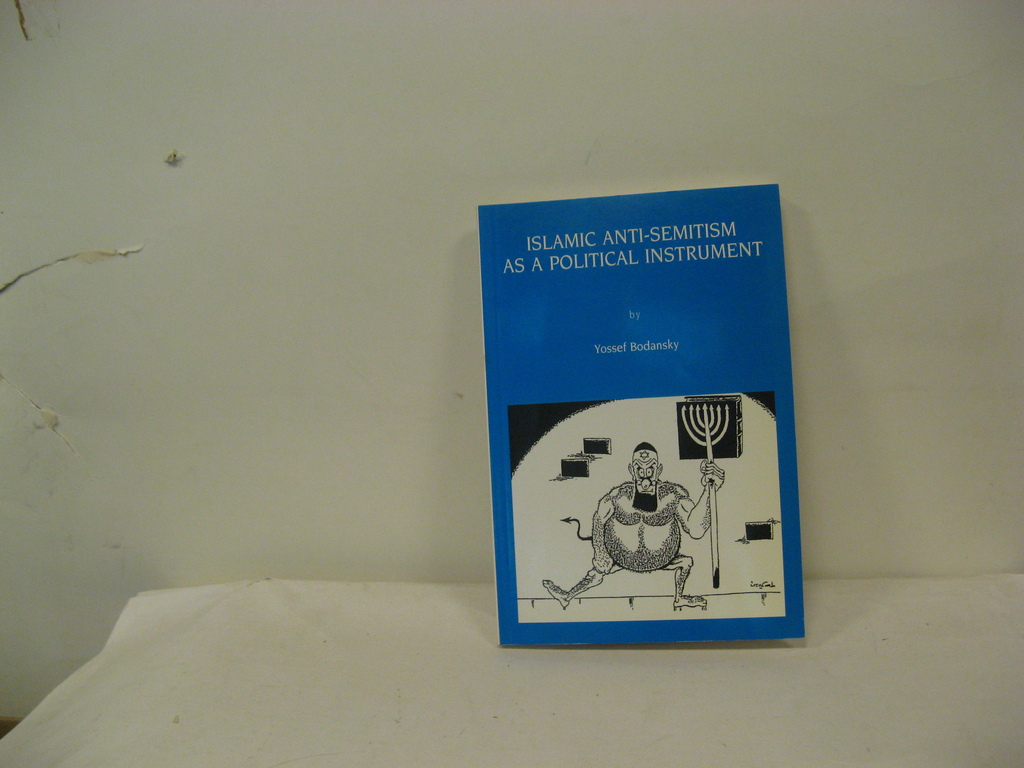 ISLAMIC ANTI-SEMITISM
AS A POLITICAL INSTRUMENT
by
Yossef Bodansky